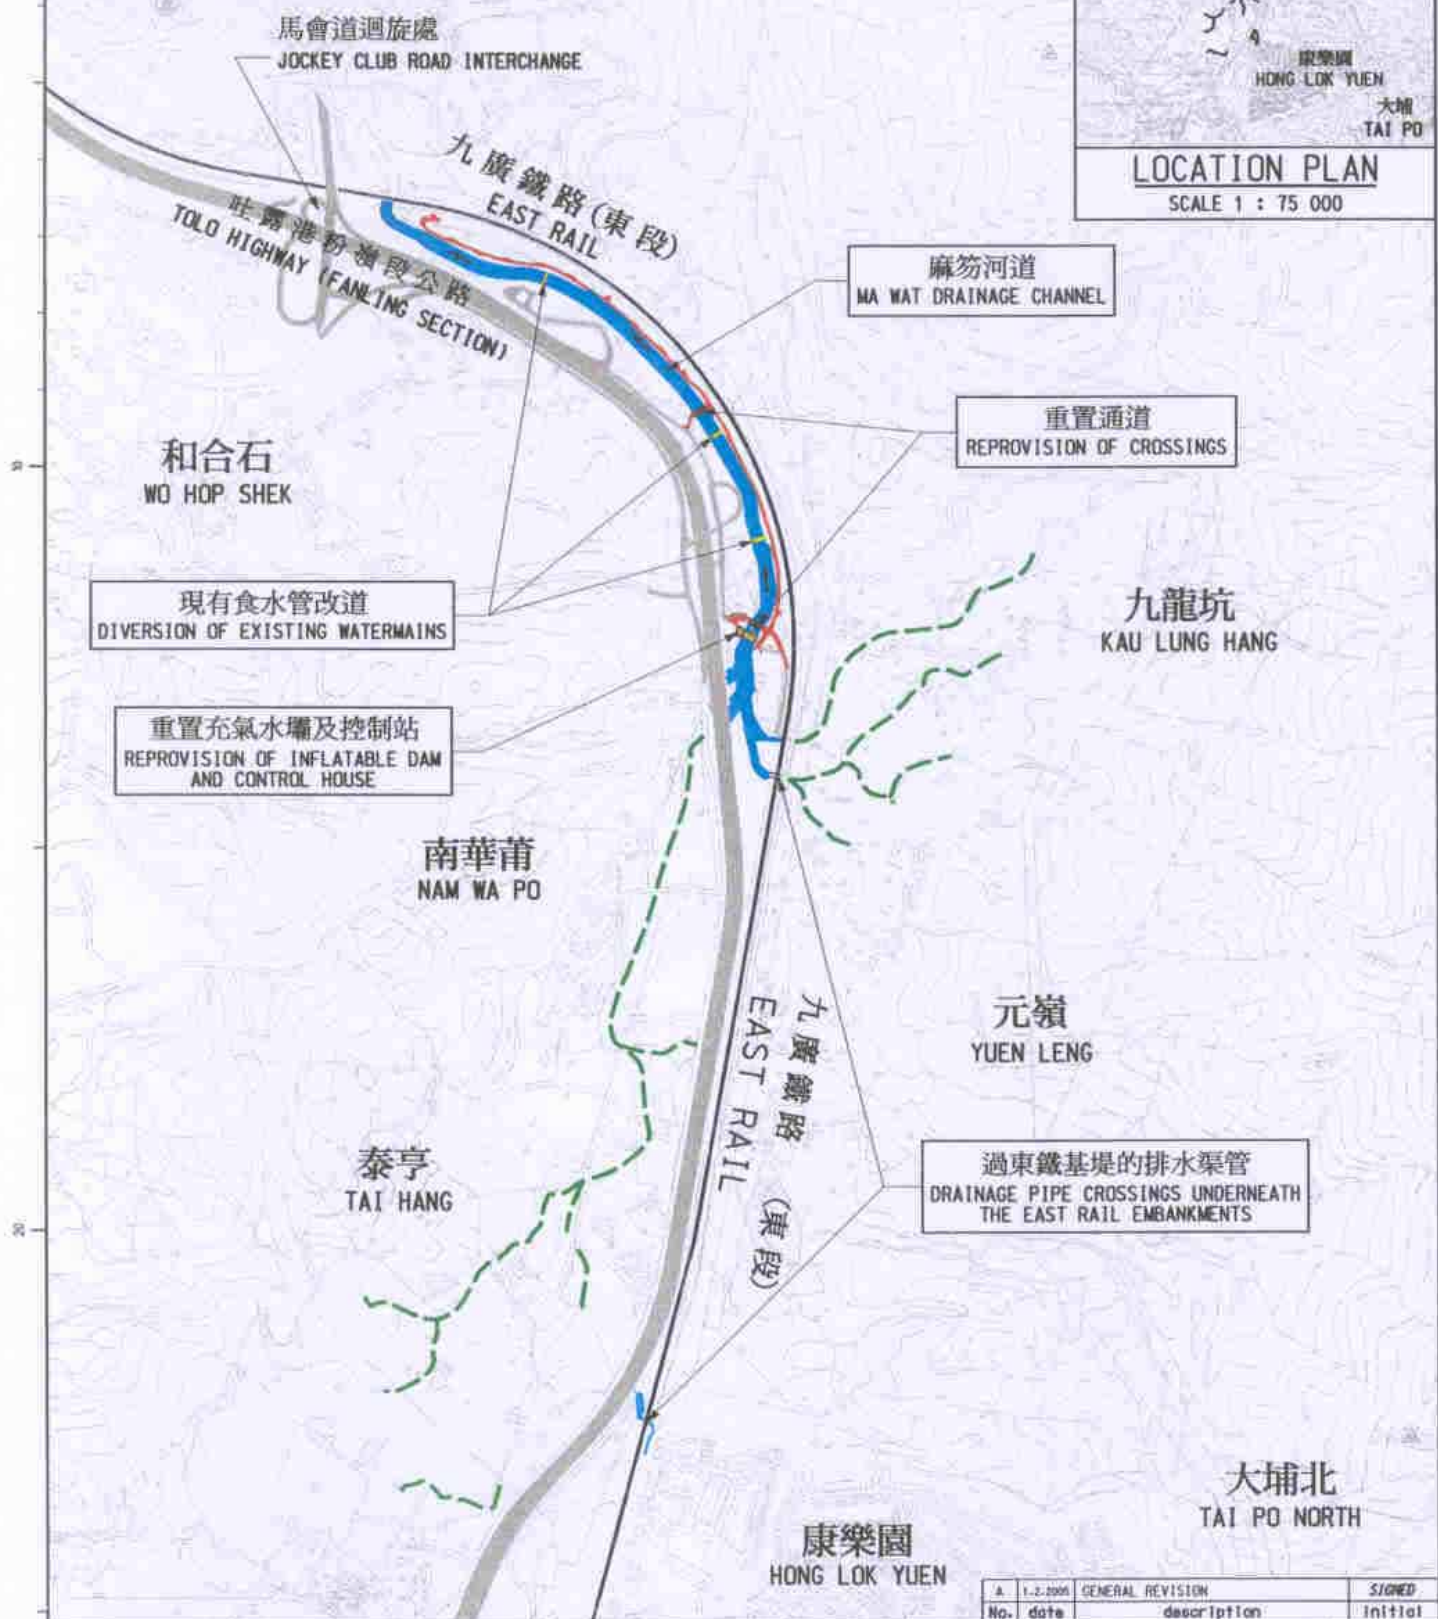 馬會道迴旋處
JOCKEY CLUB ROAD INTERCHANGE
康樂園
HONG LOK YUEN
大埔
TAI PO
LOCATION PLAN
SCALE 1 : 75 000
九廣鐵路(東段)
EAST RAIL
吐露港粉嶺段公路
TOLO HIGHWAY (FANLING SECTION)
麻笏河道
MA WAT DRAINAGE CHANNEL
重置通道
REPROVISION OF CROSSINGS
和合石
WO HOP SHEK
現有食水管改道
DIVERSION OF EXISTING WATERMAINS
九龍坑
KAU LUNG HANG
重置充氣水壩及控制站
REPROVISION OF INFLATABLE DAM
AND CONTROL HOUSE
南華莆
NAM WA PO
九廣鐵路 (東段)
EAST RAIL
元嶺
YUEN LENG
泰亨
TAI HANG
過東鐵基堤的排水渠管
DRAINAGE PIPE CROSSINGS UNDERNEATH
THE EAST RAIL EMBANKMENTS
20
大埔北
TAI PO NORTH
康樂園
HONG LOK YUEN
A 1-2-2005 GENERAL REVISION SIGNED
No. date description initial